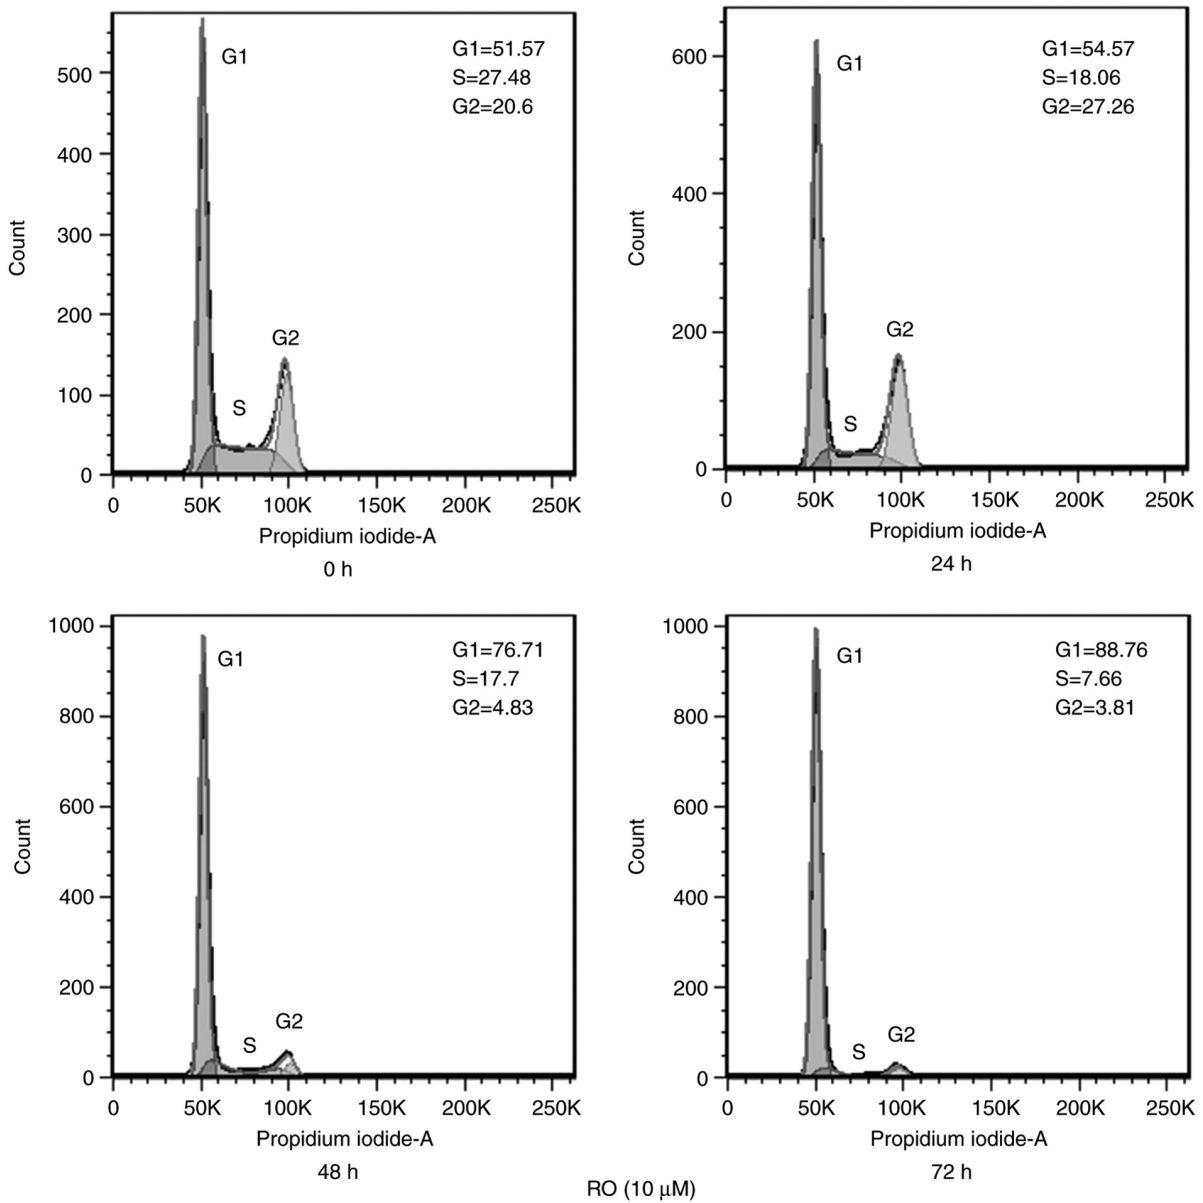 G1
G1=51.57
S=27.48
G2=20.6
500
400
300
200
100
0
Count
S
G2
0 50K 100K 150K 200K 250K
Propidium iodide-A
0 h
G1
G1=54.57
S=18.06
G2=27.26
600
400
200
0
Count
S
G2
0 50K 100K 150K 200K 250K
Propidium iodide-A
24 h
G1
G1=76.71
S=17.7
G2=4.83
1000
800
600
400
200
0
Count
S
G2
0 50K 100K 150K 200K 250K
Propidium iodide-A
48 h
G1
G1=88.76
S=7.66
G2=3.81
1000
800
600
400
200
0
Count
S
G2
0 50K 100K 150K 200K 250K
Propidium iodide-A
72 h
RO (10 μM)